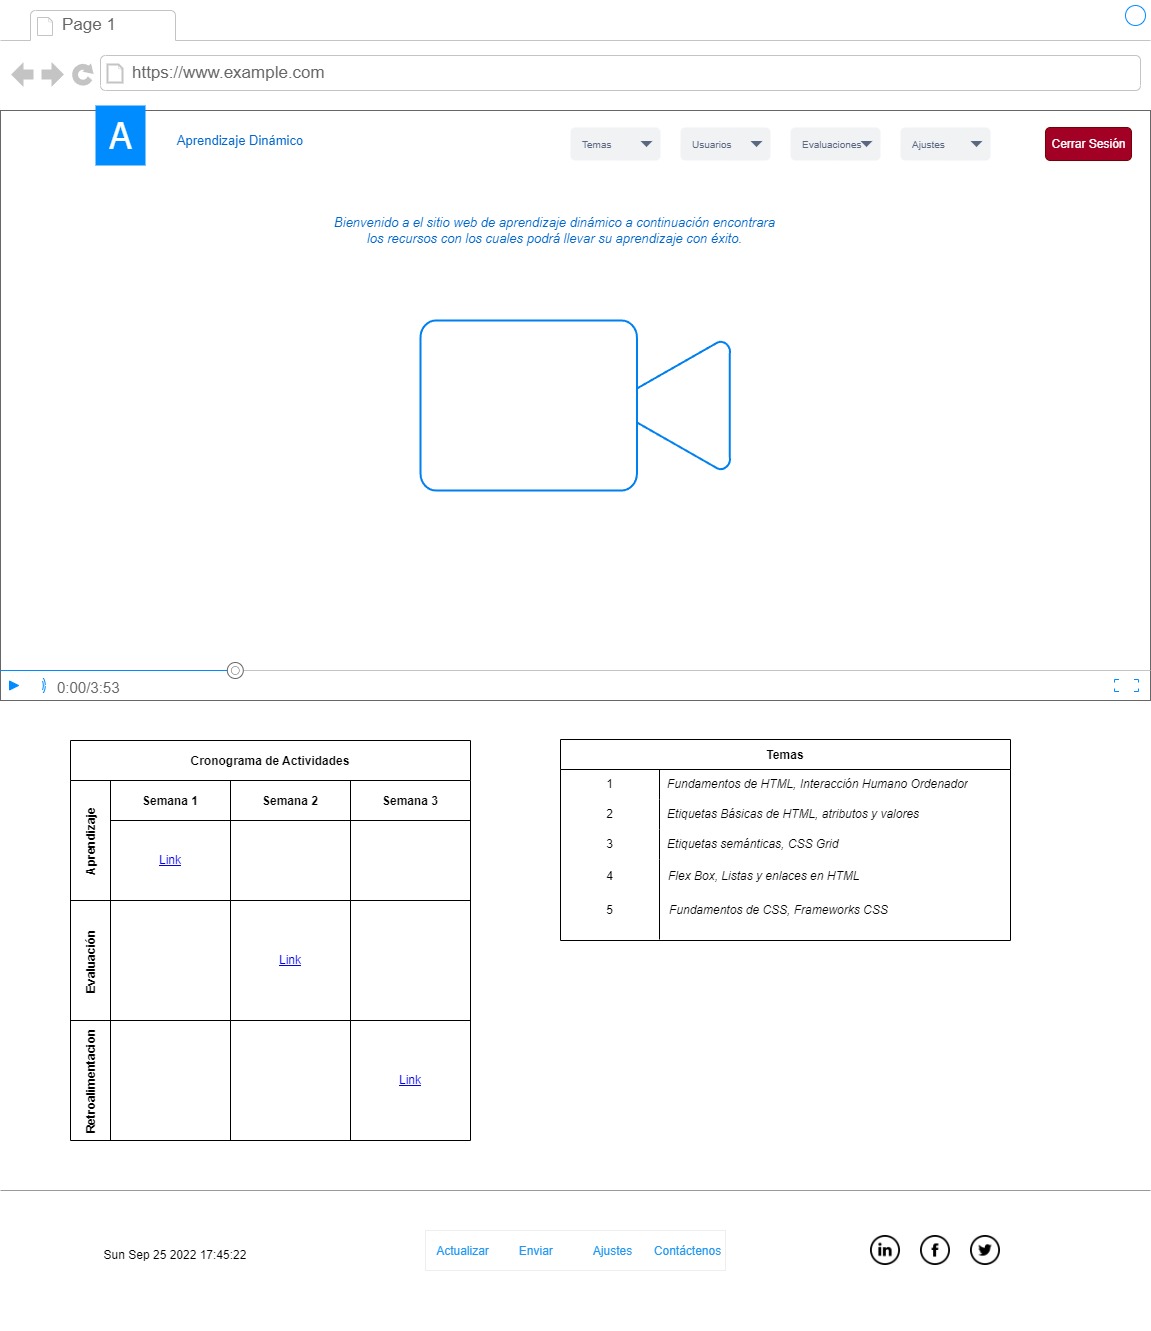 Page 1
https://www.example.com
A
Aprendizaje Dinámico
Temas
Usuarios
Evaluaciones
Ajustes
Cerrar Sesión
Bienvenido a el sitio web de aprendizaje dinámico a continuación encontrara
los recursos con los cuales podrá llevar su aprendizaje con éxito.
0:00/3:53
Cronograma de Actividades
Semana 1
Semana 2
Semana 3
Aprendizaje
Link
Evaluación
Link
Retroalimentacion
Link
Temas
1 Fundamentos de HTML, Interacción Humano Ordenador
2 Etiquetas Básicas de HTML, atributos y valores
3 Etiquetas semánticas, CSS Grid
4 Flex Box, Listas y enlaces en HTML
5 Fundamentos de CSS, Frameworks CSS
Sun Sep 25 2022 17:45:22
Actualizar
Enviar
Ajustes
Contáctenos
in
f